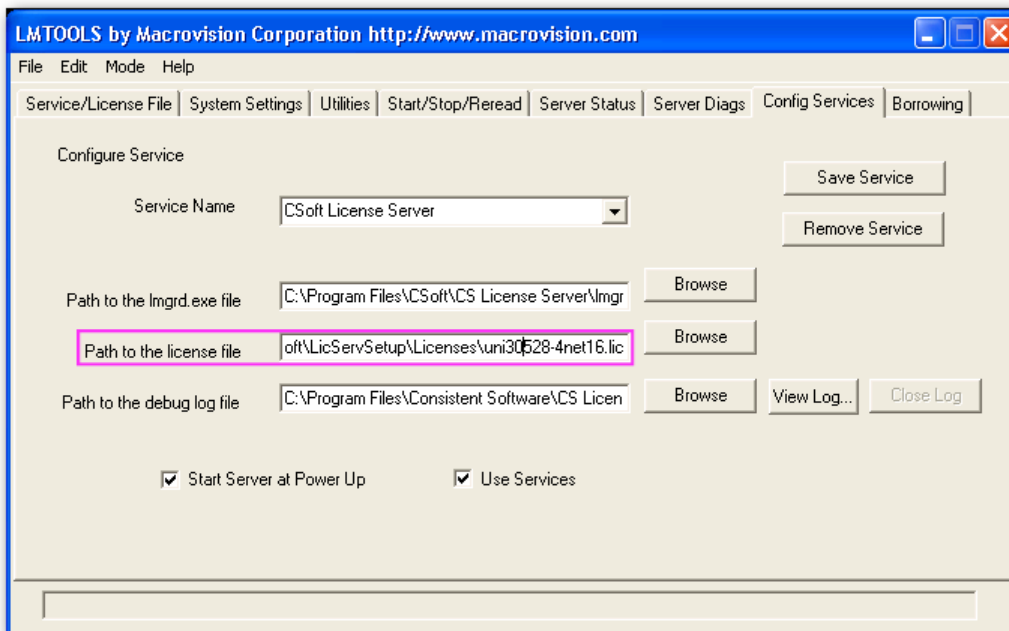 LMTOOLS by Macrovision Corporation http://www.macrovision.com
File Edit Mode Help
Service/License File System Settings Utilities Start/Stop/Reread Server Status Server Diags Config Services Borrowing
Configure Service
Save Service
Service Name CSoft License Server
Remove Service
Path to the lmgrd.exe file C:\Program Files\CSoft\CS License Server\lmgr Browse
Path to the license file oft\LicServSetup\Licenses\uni30528-4net16.lic Browse
Path to the debug log file C:\Program Files\Consistent Software\CS Licen Browse View Log... Close Log
Start Server at Power Up Use Services